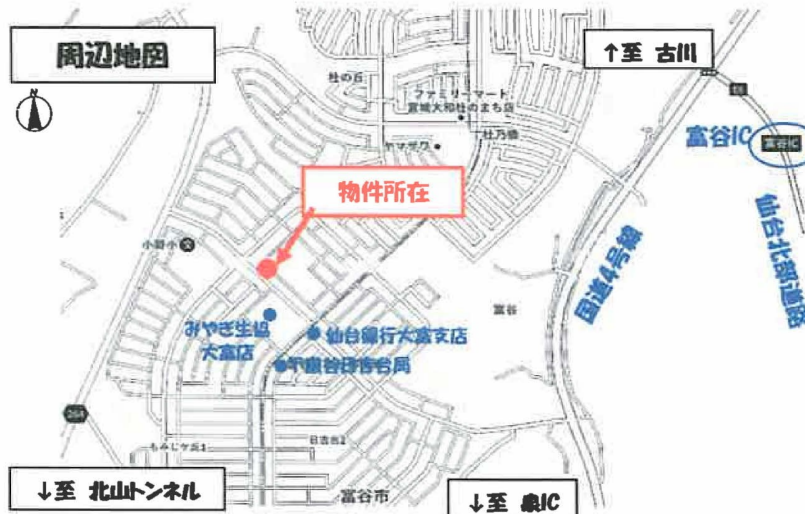 周辺地図
↑至 古川
N
杜の丘
ファミリーマート
宮城大和杜のまち店
杜乃橋
ヤマザワ
富谷IC
富谷IC
物件所在
仙台北部道路
国道4号線
小野小
文
富谷
みやぎ生協
大富店
仙台銀行大富支店
〒富谷日吉台局
264
もみじケ丘1
日吉台2
↓至 北山トンネル
富谷市
↓至 泉IC